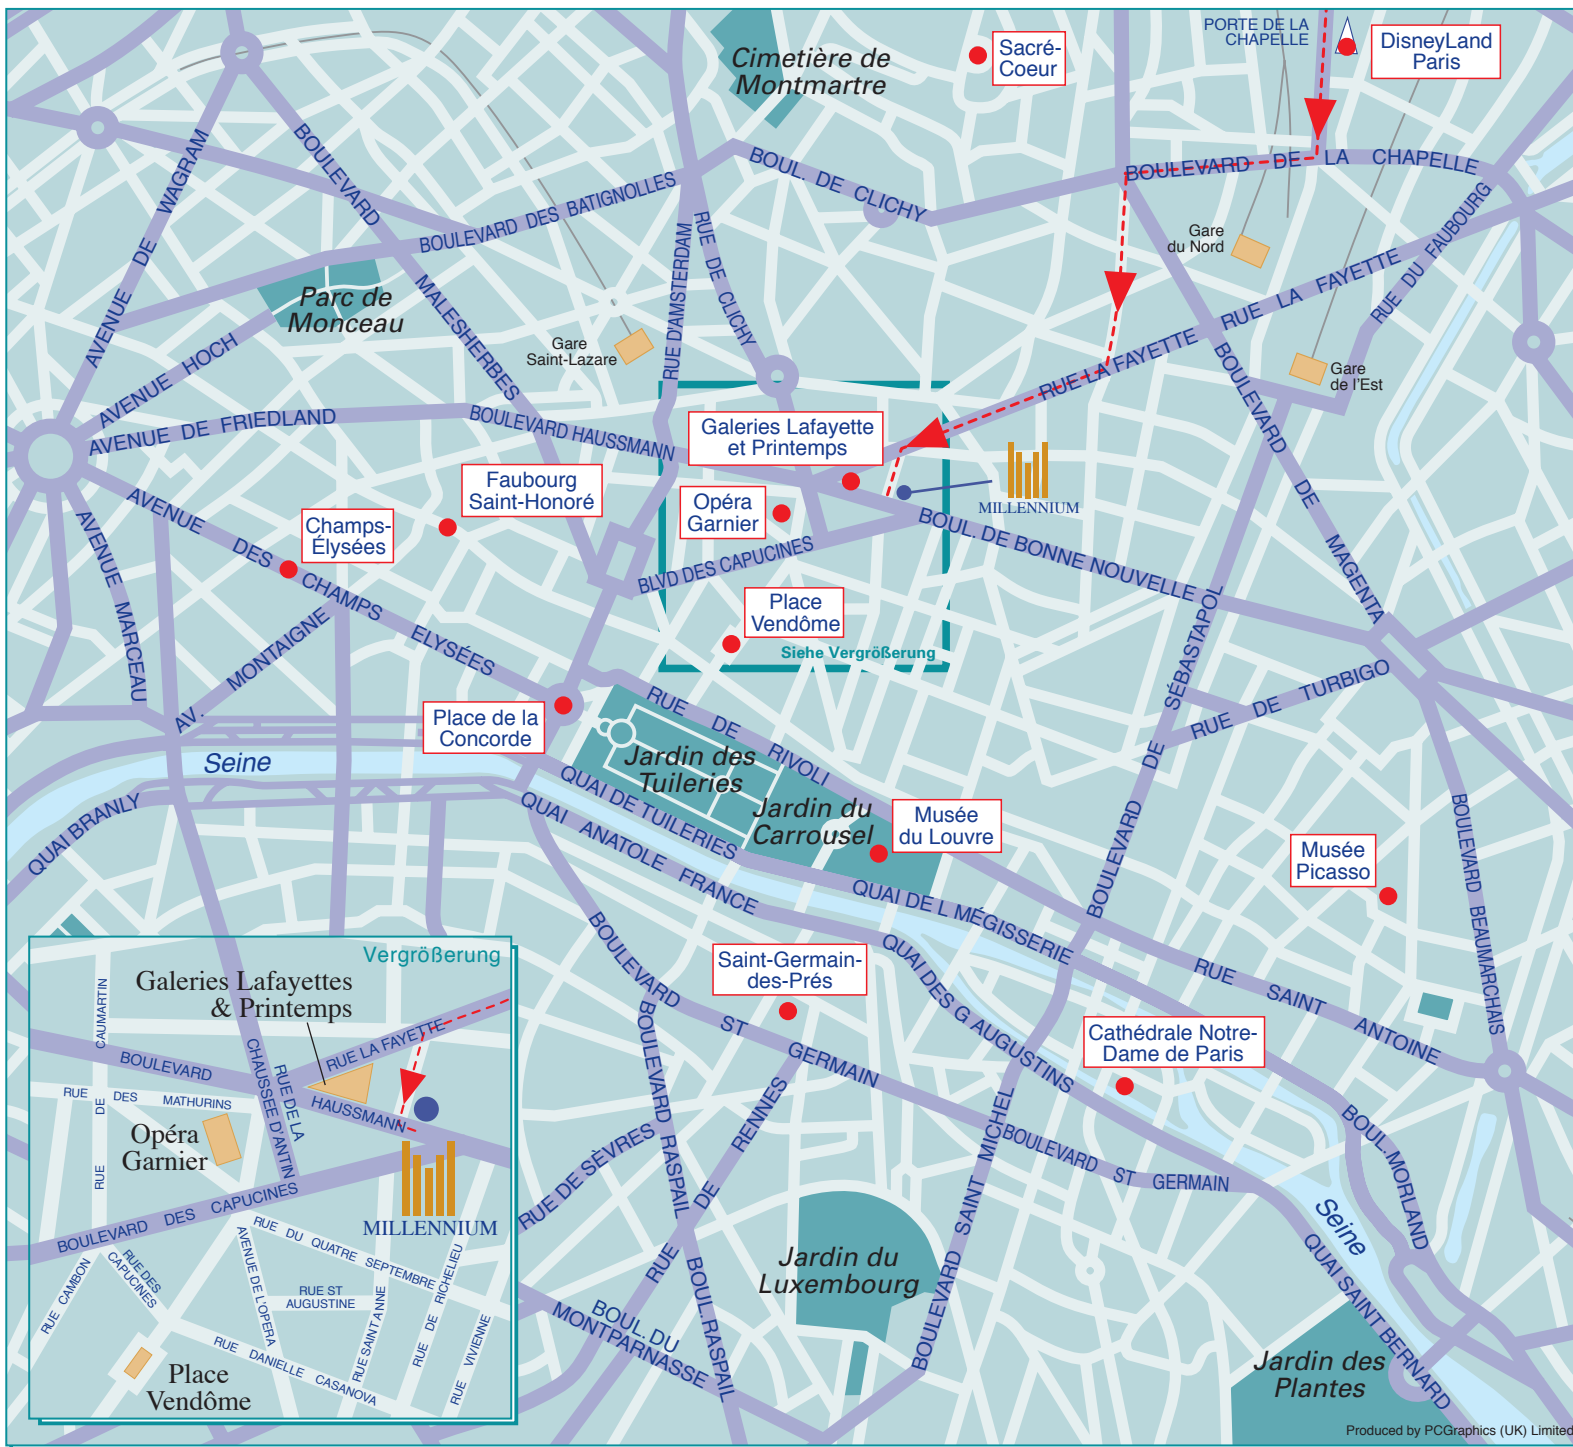 PORTE DE LA
CHAPELLE
DisneyLand
Paris
Sacré-
Coeur
Cimetière de
Montmartre
BOULEVARD DE LA CHAPELLE
BOUL. DE CLICHY
BOULEVARD DES BATIGNOLLES
AVENUE DE WAGRAM
BOULEVARD MALESHERBES
RUE D'AMSTERDAM
RUE DE CLICHY
Gare
du Nord
RUE DU FAUBOURG
RUE LA FAYETTE
RUE LA FAYETTE
Parc de
Monceau
Gare
Saint-Lazare
Gare
de l'Est
AVENUE HOCH
AVENUE DE FRIEDLAND
BOULEVARD HAUSSMANN
Galeries Lafayette
et Printemps
BOULEVARD DE MAGENTA
Faubourg
Saint-Honoré
Opéra
Garnier
MILLENNIUM
Champs-
Élysées
AVENUE DES CHAMPS ELYSÉES
AVENUE MARCEAU
BLVD DES CAPUCINES
BOUL. DE BONNE NOUVELLE
Place
Vendôme
Siehe Vergrößerung
AV. MONTAIGNE
BOULEVARD DE SÉBASTAPOL
RUE DE TURBIGO
Place de la
Concorde
RUE DE RIVOLI
Seine
Jardin des
Tuileries
QUAI DE TUILERIES
Jardin du
Carrousel
Musée
du Louvre
QUAI BRANLY
QUAI ANATOLE FRANCE
QUAI DE L MÉGISSERIE
Musée
Picasso
BOULEVARD BEAUMARCHAIS
BOULEVARD ST GERMAIN
Saint-Germain-
des-Prés
QUAI DES G AUGUSTINS
RUE SAINT ANTOINE
Cathédrale Notre-
Dame de Paris
BOULEVARD RASPAIL
RUE DE RENNES
BOULEVARD SAINT MICHEL
BOULEVARD ST GERMAIN
BOUL. MORLAND
RUE DE SÈVRES
Seine
QUAI SAINT BERNARD
Jardin du
Luxembourg
BOUL. RASPAIL
BOUL. DU
MONTPARNASSE
Jardin des
Plantes
Produced by PCGraphics (UK) Limited
Vergrößerung
Galeries Lafayettes
& Printemps
RUE DE CAUMARTIN
BOULEVARD HAUSSMANN
RUE LA FAYETTE
RUE DE LA
CHAUSSEE D'ANTIN
RUE DES MATHURINS
Opéra
Garnier
MILLENNIUM
BOULEVARD DES CAPUCINES
RUE DU QUATRE SEPTEMBRE
RUE CAMBON
RUE DES
CAPUCINES
AVENUE DE L'OPERA
RUE ST
AUGUSTINE
RUE SAINT ANNE
RUE DE RICHELIEU
RUE VIVIENNE
RUE DANIELLE CASANOVA
Place
Vendôme